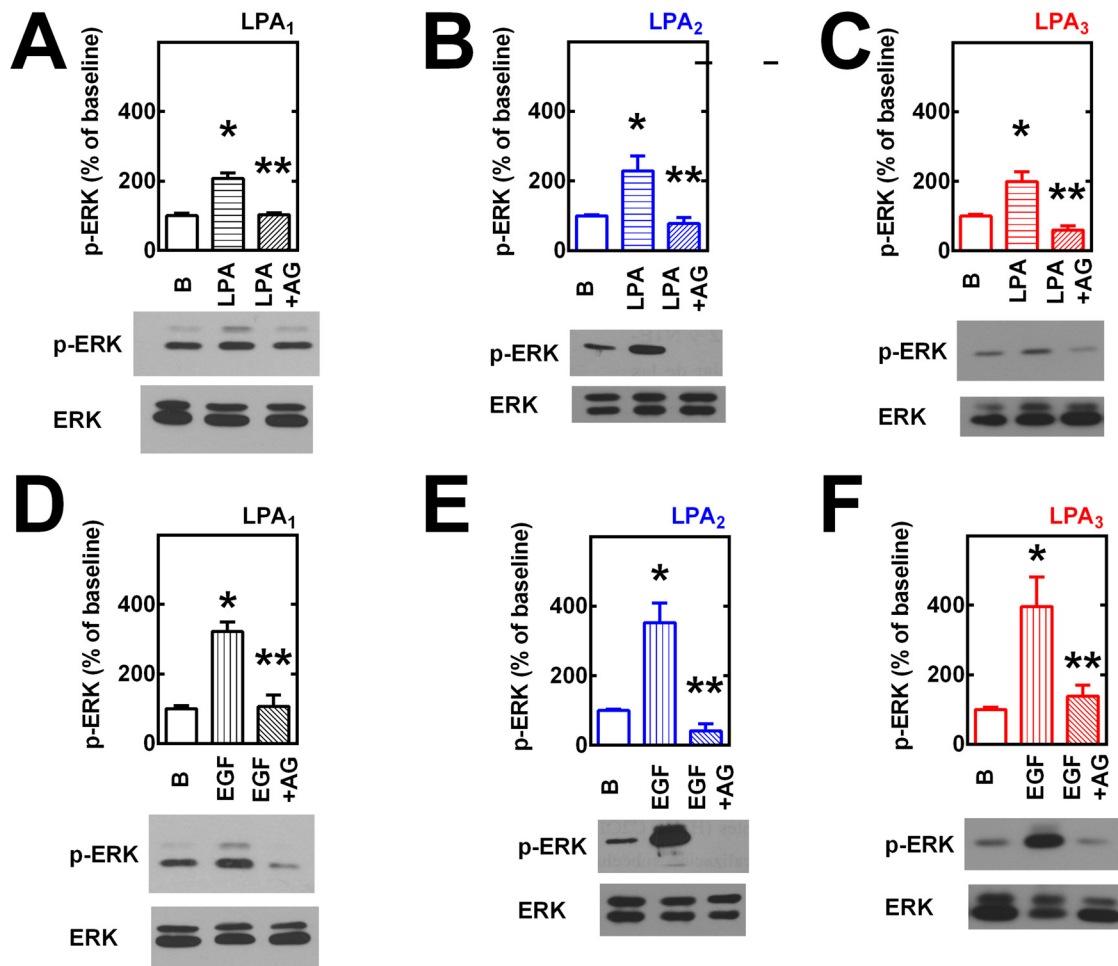 A
LPA1
p-ERK (% of baseline)
400
200
0
*
**
B
LPA
LPA
+AG
p-ERK
ERK
B
LPA2
p-ERK (% of baseline)
400
200
0
*
**
B
LPA
LPA
+AG
p-ERK
ERK
C
LPA3
p-ERK (% of baseline)
400
200
0
*
**
B
LPA
LPA
+AG
p-ERK
ERK
D
LPA1
p-ERK (% of baseline)
400
200
0
*
**
B
EGF
EGF
+AG
p-ERK
ERK
E
LPA2
p-ERK (% of baseline)
400
200
0
*
**
B
EGF
EGF
+AG
p-ERK
ERK
F
LPA3
p-ERK (% of baseline)
400
200
0
*
**
B
EGF
EGF
+AG
p-ERK
ERK